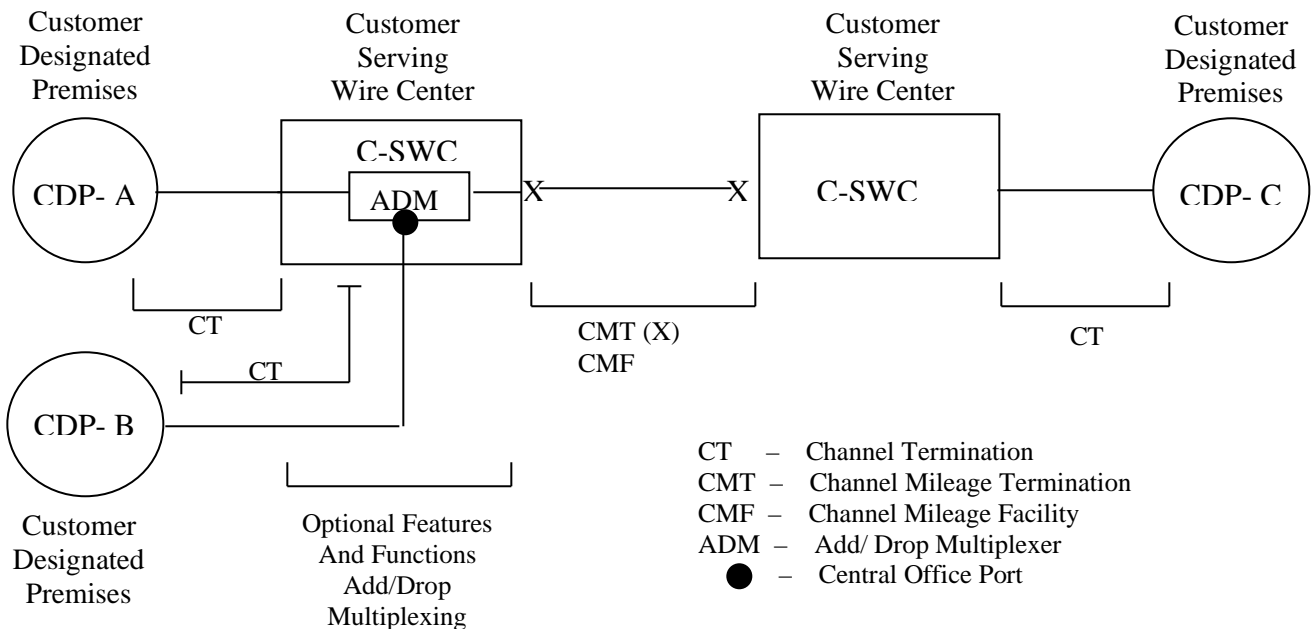 Customer
Designated
Premises
Customer
Serving
Wire Center
Customer
Serving
Wire Center
Customer
Designated
Premises
CDP- A
C-SWC
ADM
X
X
C-SWC
CDP- C
CT
CMT (X)
CMF
CT
CT
CDP- B
Customer
Designated
Premises
Optional Features
And Functions
Add/Drop
Multiplexing
CT – Channel Termination
CMT – Channel Mileage Termination
CMF – Channel Mileage Facility
ADM – Add/ Drop Multiplexer
– Central Office Port